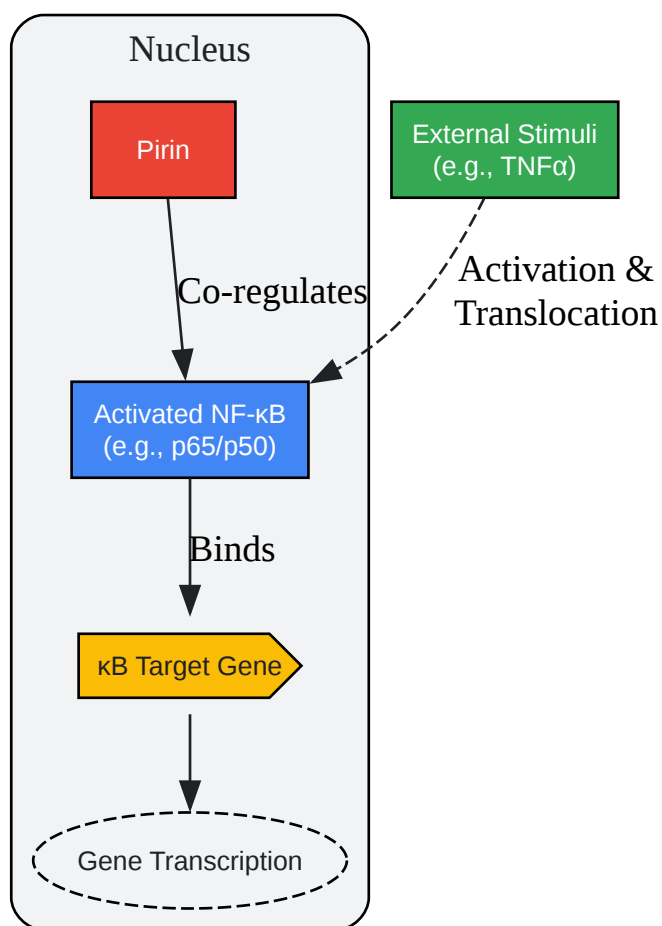 Nucleus
Pirin
External Stimuli
(e.g., TNFα)
Co-regulates
Activation &
Translocation
Activated NF-κB
(e.g., p65/p50)
Binds
κB Target Gene
Gene Transcription